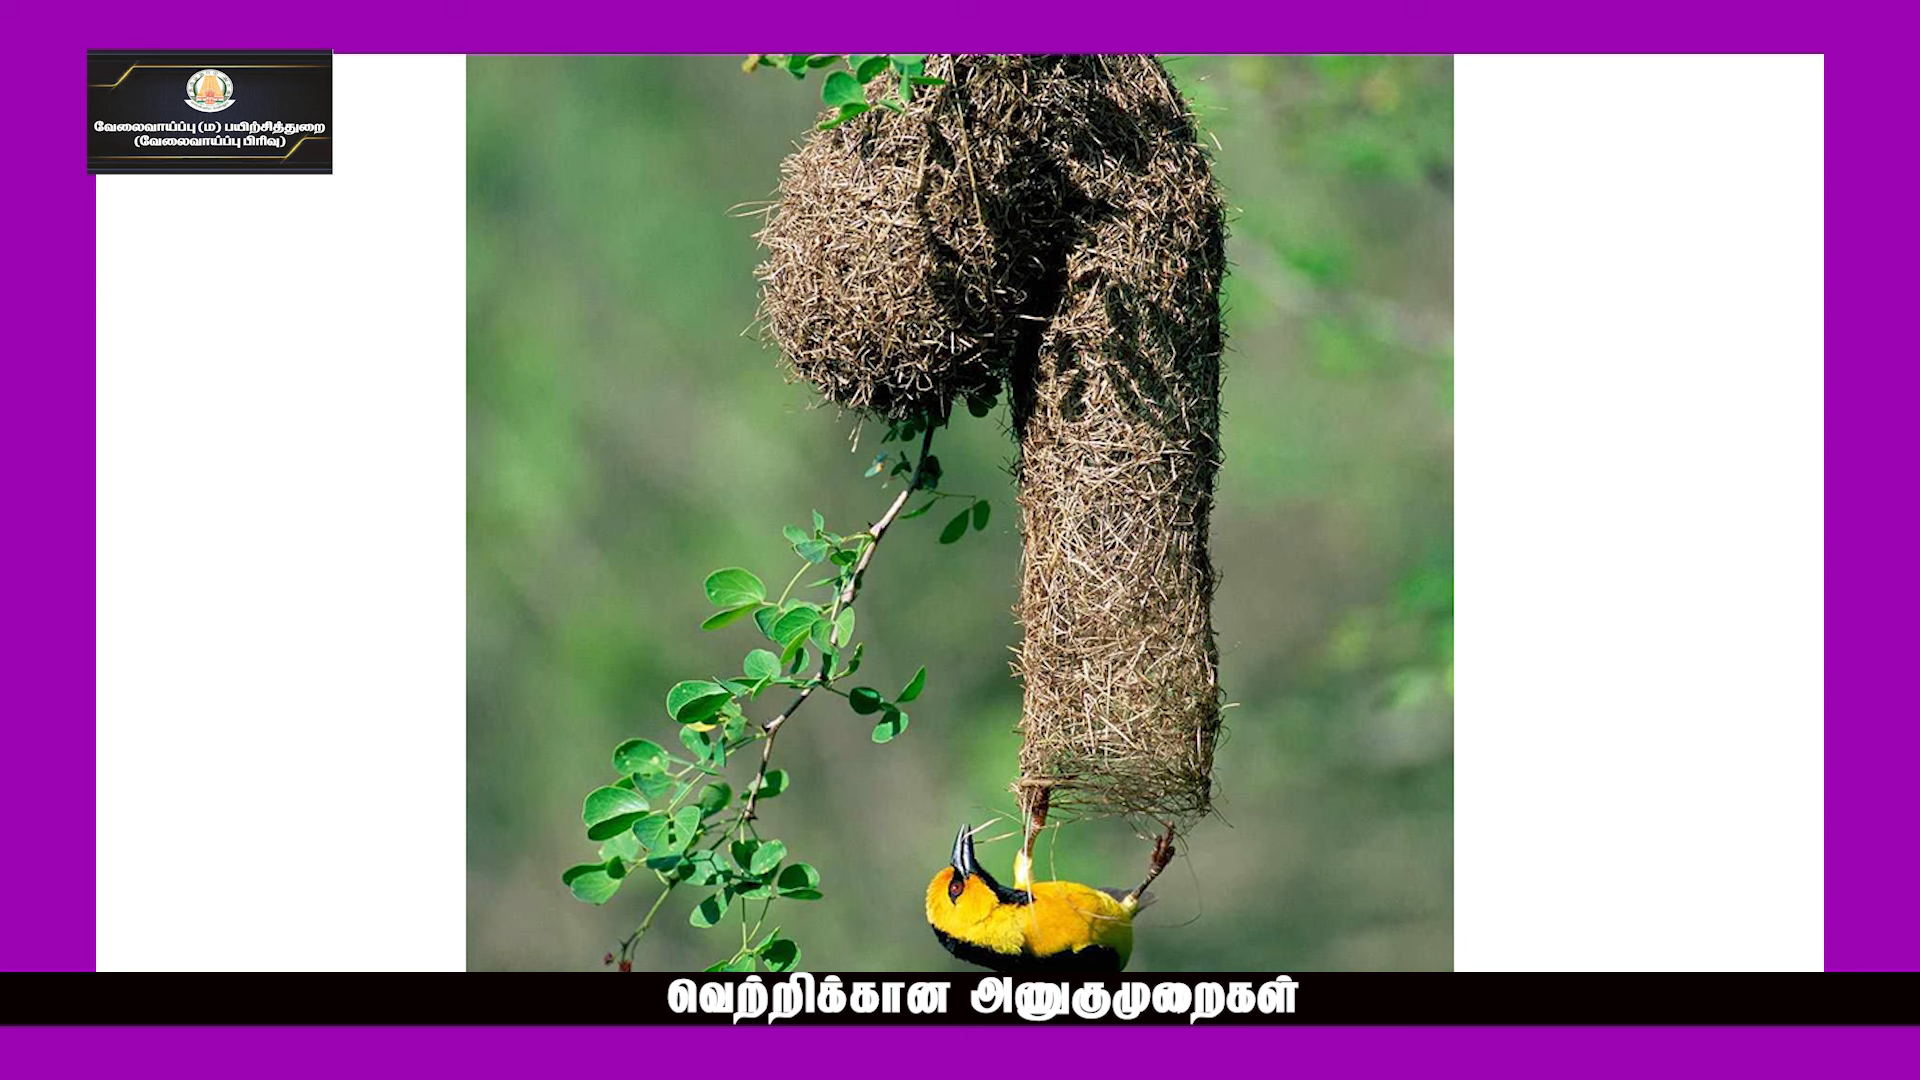 வேலைவாய்ப்பு (ம) பயிற்சித்துறை
(வேலைவாய்ப்பு பிரிவு)
வெற்றிக்கான அணுகுமுறைகள்